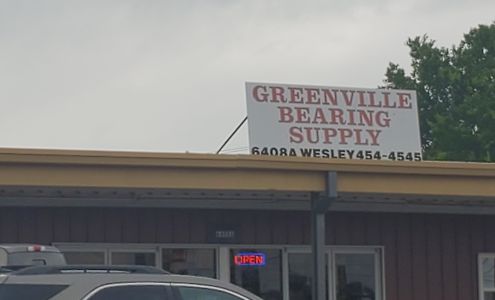 GREENVILLE
BEARING
SUPPLY
6408A WESLEY 454-4545
OPEN